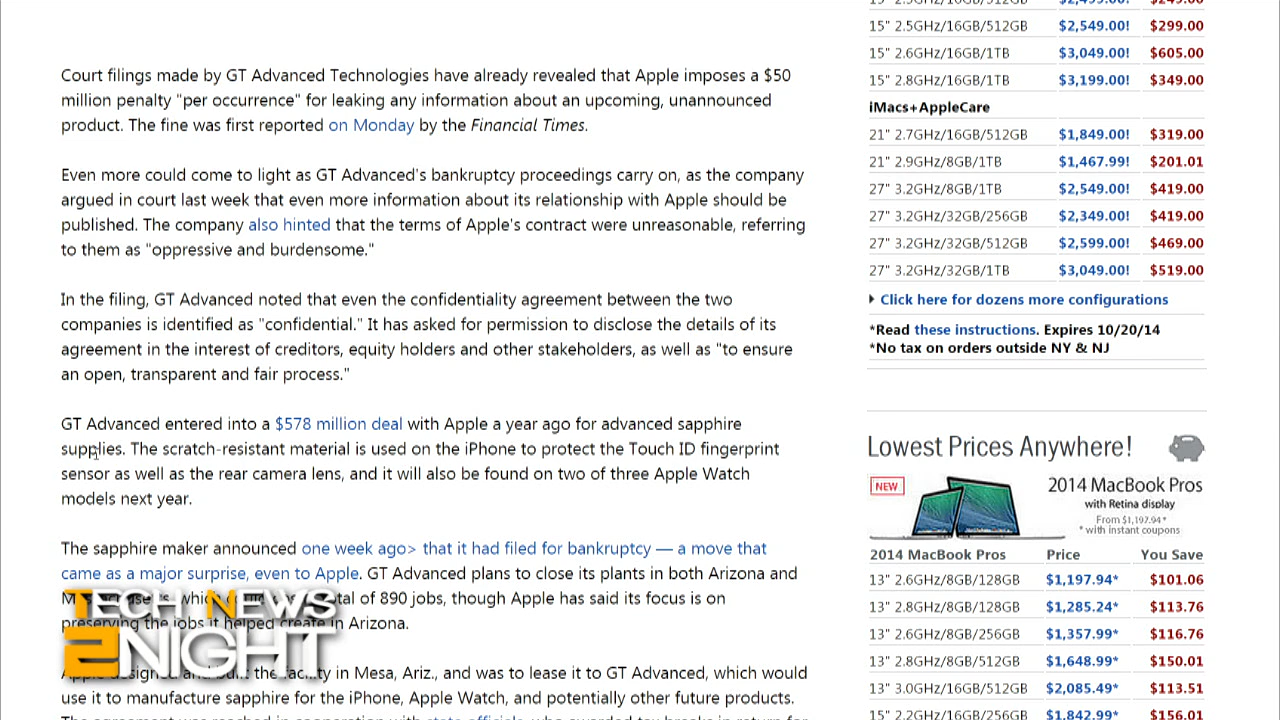 Court filings made by GT Advanced Technologies have already revealed that Apple imposes a $50
million penalty "per occurrence" for leaking any information about an upcoming, unannounced
product. The fine was first reported on Monday by the Financial Times.
Even more could come to light as GT Advanced's bankruptcy proceedings carry on, as the company
argued in court last week that even more information about its relationship with Apple should be
published. The company also hinted that the terms of Apple's contract were unreasonable, referring
to them as "oppressive and burdensome."
In the filing, GT Advanced noted that even the confidentiality agreement between the two
companies is identified as "confidential." It has asked for permission to disclose the details of its
agreement in the interest of creditors, equity holders and other stakeholders, as well as "to ensure
an open, transparent and fair process."
GT Advanced entered into a $578 million deal with Apple a year ago for advanced sapphire
supplies. The scratch-resistant material is used on the iPhone to protect the Touch ID fingerprint
sensor as well as the rear camera lens, and it will also be found on two of three Apple Watch
models next year.
The sapphire maker announced one week ago> that it had filed for bankruptcy — a move that
came as a major surprise, even to Apple. GT Advanced plans to close its plants in both Arizona and
of 890 jobs, though Apple has said its focus is on
preserving the jobs it helped create in Arizona.
the facility in Mesa, Ariz., and was to lease it to GT Advanced, which would
use it to manufacture sapphire for the iPhone, Apple Watch, and potentially other future products.
TECH NEWS
2NIGHT
15" 2.5GHz/16GB/512GB $2,549.00! $299.00
15" 2.6GHz/16GB/1TB $3,049.00! $605.00
15" 2.8GHz/16GB/1TB $3,199.00! $349.00
iMacs+AppleCare
21" 2.7GHz/16GB/512GB $1,849.00! $319.00
21" 2.9GHz/8GB/1TB $1,467.99! $201.01
27" 3.2GHz/8GB/1TB $2,549.00! $419.00
27" 3.2GHz/32GB/256GB $2,349.00! $419.00
27" 3.2GHz/32GB/512GB $2,599.00! $469.00
27" 3.2GHz/32GB/1TB $3,049.00! $519.00
Click here for dozens more configurations
*Read these instructions. Expires 10/20/14
*No tax on orders outside NY & NJ
Lowest Prices Anywhere!
NEW
2014 MacBook Pros
with Retina display
From $1,197.94*
* with instant coupons
2014 MacBook Pros Price You Save
13" 2.6GHz/8GB/128GB $1,197.94* $101.06
13" 2.8GHz/8GB/128GB $1,285.24* $113.76
13" 2.6GHz/8GB/256GB $1,357.99* $116.76
13" 2.8GHz/8GB/512GB $1,648.99* $150.01
13" 3.0GHz/16GB/512GB $2,085.49* $113.51
15" 2.2GHz/16GB/256GB $1,842.99* $156.01